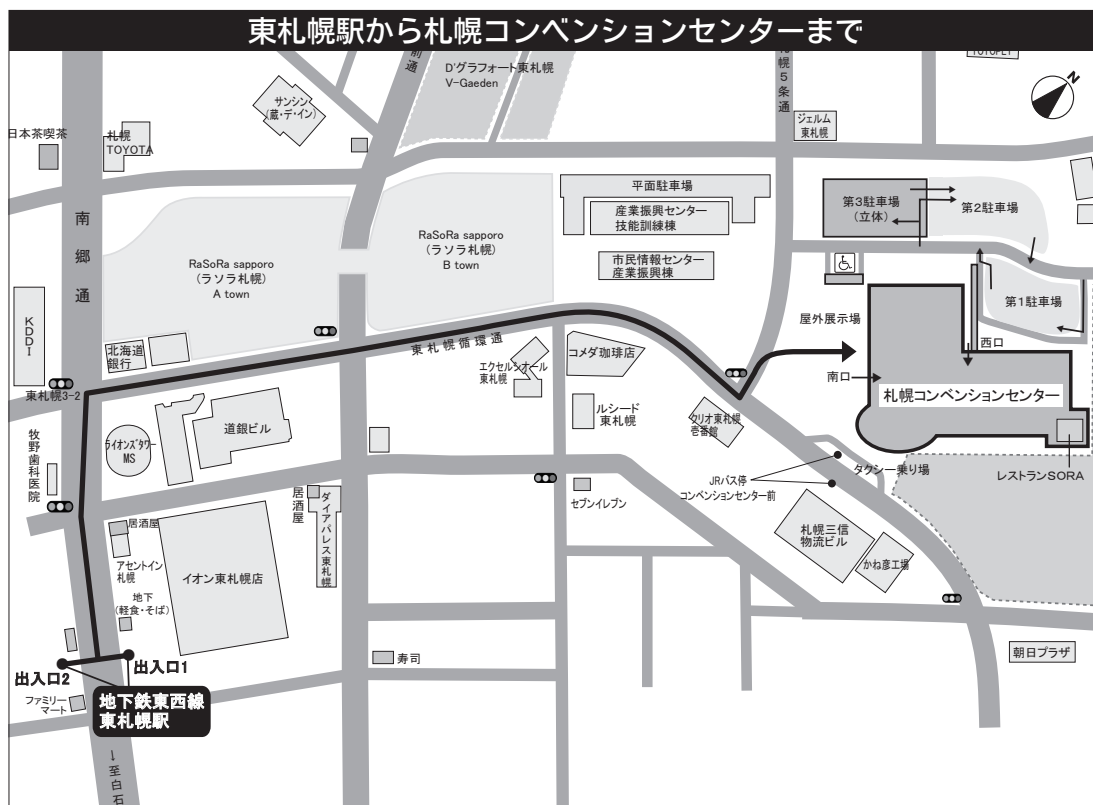 東札幌駅から札幌コンベンションセンターまで
D'グラフォート東札幌
V-Gaeden
前通
幌5条通
N
サンシン
(蔵・デ・イン)
日本茶喫茶
札幌
TOYOTA
ジェルム
東札幌
南郷通
RaSoRa sapporo
(ラソラ札幌)
A town
RaSoRa sapporo
(ラソラ札幌)
B town
平面駐車場
産業振興センター
技能訓練棟
市民情報センター
産業振興棟
第3駐車場
(立体)
第2駐車場
第1駐車場
屋外展示場
西口
南口
札幌コンベンションセンター
レストランSORA
KDDI
北海道
銀行
東札幌循環通
エクセルシオール
東札幌
コメダ珈琲店
ルシード
東札幌
クリオ東札幌
壱番館
東札幌3-2
牧野歯科医院
ライオンズタワー
MS
道銀ビル
居酒屋
ダイアパレス東札幌
セブンイレブン
JRバス停
コンベンションセンター前
タクシー乗り場
札幌三信
物流ビル
かね彦工場
居酒屋
アセントイン
札幌
イオン東札幌店
地下
(軽食・そば)
出入口1
出入口2
ファミリー
マート
地下鉄東西線
東札幌駅
寿司
朝日プラザ
↓至白石